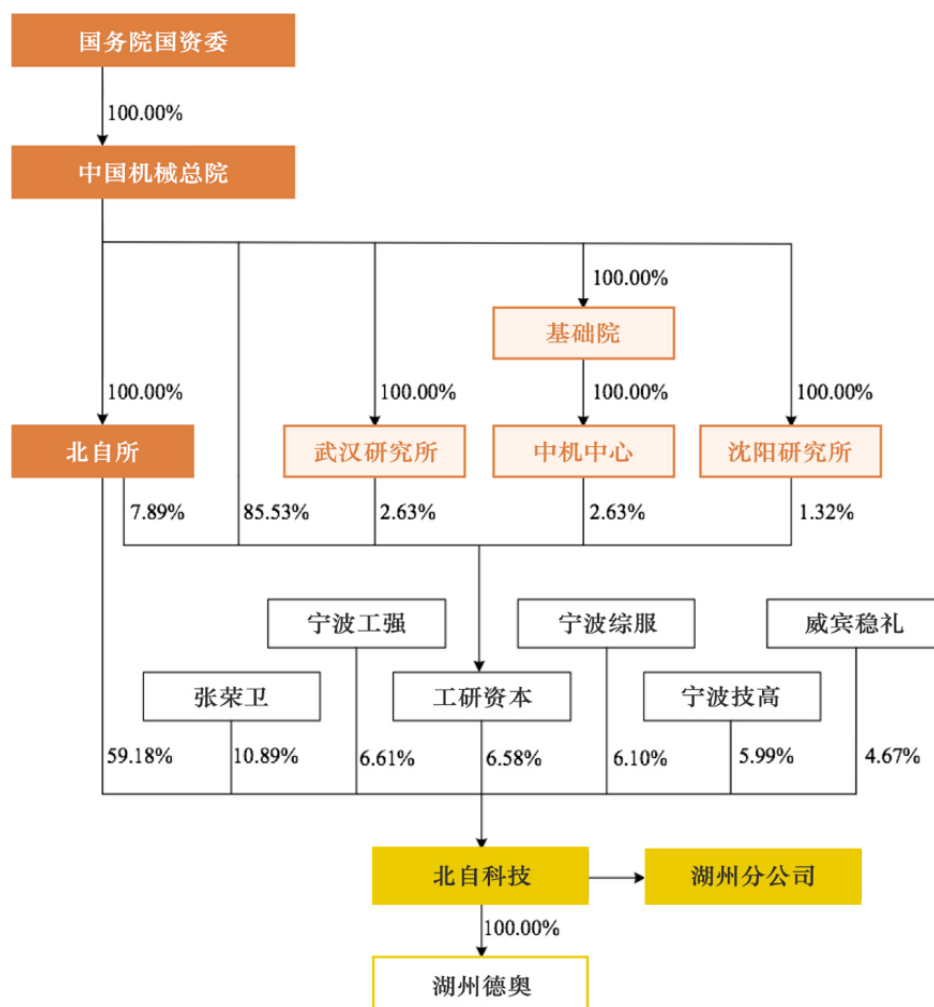 国务院国资委
100.00%
中国机械总院
100.00%
基础院
100.00%
100.00%
100.00%
100.00%
北自所
武汉研究所
中机中心
沈阳研究所
7.89%
85.53%
2.63%
2.63%
1.32%
宁波工强
宁波综服
威宾稳礼
张荣卫
工研资本
宁波技高
59.18%
10.89%
6.61%
6.58%
6.10%
5.99%
4.67%
北自科技
湖州分公司
100.00%
湖州德奥